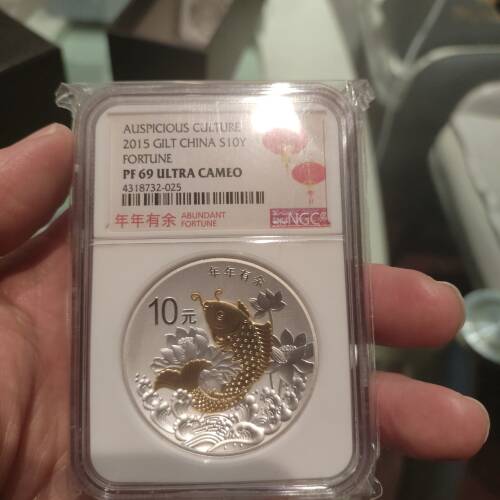 AUSPICIOUS CULTURE
2015 GILT CHINA S10Y
FORTUNE
PF 69 ULTRA CAMEO
4318732-025
年年有余 ABUNDANT
FORTUNE
NGC
年年有余
10元